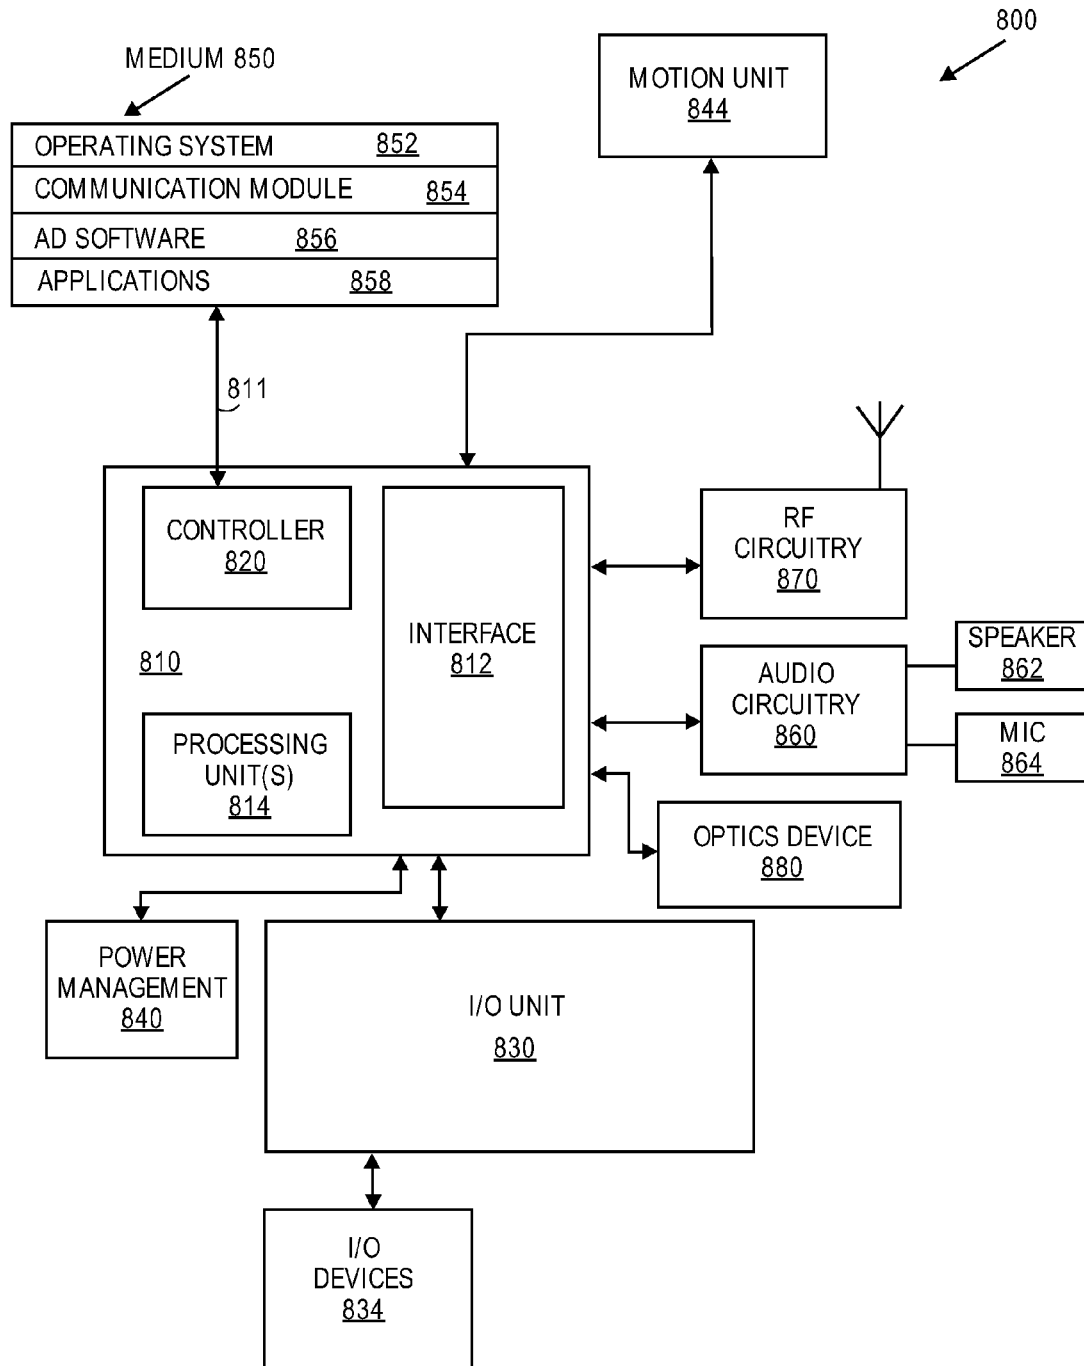 800
MEDIUM 850
MOTION UNIT
844
OPERATING SYSTEM 852
COMMUNICATION MODULE 854
AD SOFTWARE 856
APPLICATIONS 858
811
CONTROLLER
820
INTERFACE
812
810
PROCESSING
UNIT(S)
814
RF
CIRCUITRY
870
AUDIO
CIRCUITRY
860
SPEAKER
862
MIC
864
OPTICS DEVICE
880
POWER
MANAGEMENT
840
I/O UNIT
830
I/O
DEVICES
834